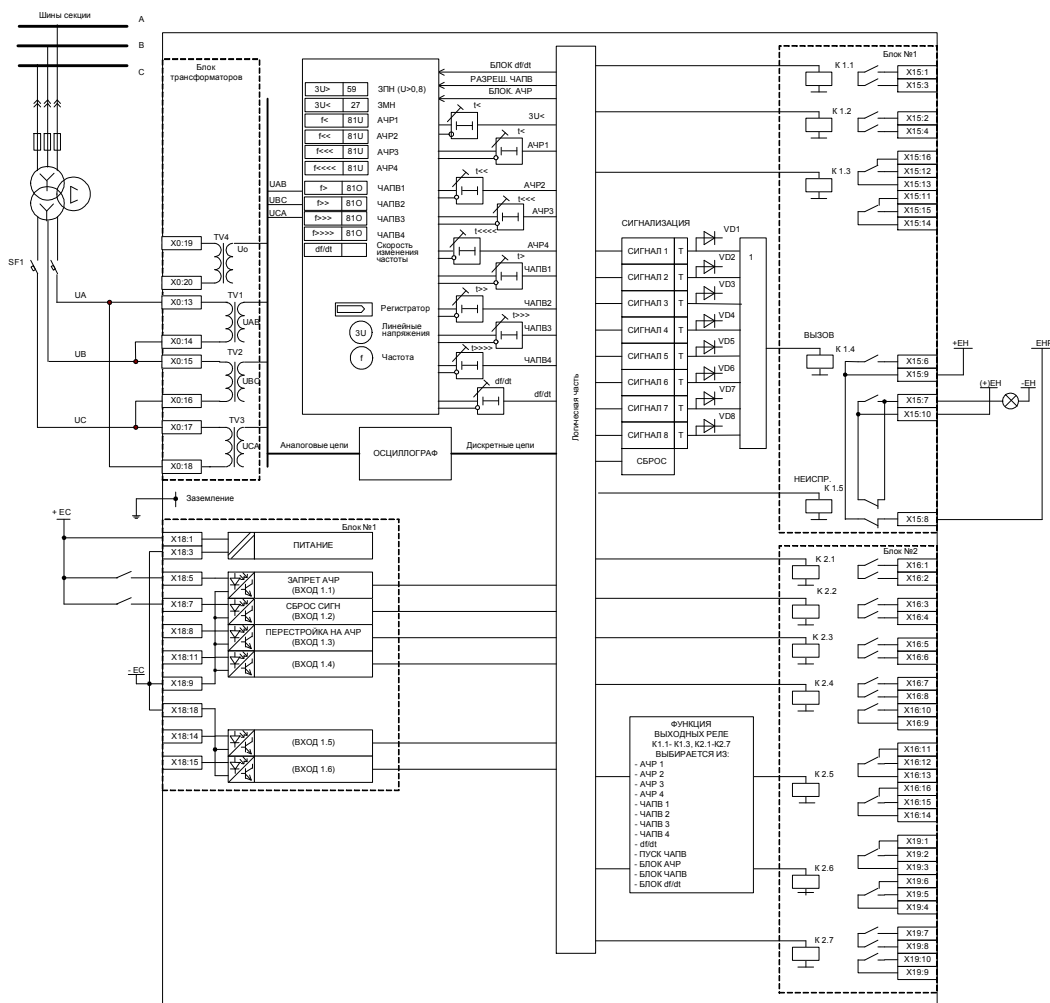 Шины секции
A
B
C
SF1
UA
UB
UC
Блок
трансформаторов
X0:19
X0:20
X0:13
X0:14
X0:15
X0:16
X0:17
X0:18
TV4
Uo
TV1
UAB
TV2
UBC
TV3
UCA
UAB
UBC
UCA
3U> 59 ЗПН (U>0,8)
3U< 27 ЗМН
f< 81U АЧР1
f<< 81U АЧР2
f<<< 81U АЧР3
f<<<< 81U АЧР4
f> 81O ЧАПВ1
f>> 81O ЧАПВ2
f>>> 81O ЧАПВ3
f>>>> 81O ЧАПВ4
df/dt Скорость
изменения
частоты
Регистратор
3U Линейные
напряжения
f Частота
БЛОК df/dt
РАЗРЕШ. ЧАПВ
БЛОК. АЧР
t<
3U<
t<
АЧР1
t<<
АЧР2
t<<<
АЧР3
t<<<<
АЧР4
t>
ЧАПВ1
t>>
ЧАПВ2
t>>>
ЧАПВ3
t>>>>
ЧАПВ4
df/dt
df/dt
Аналоговые цепи
ОСЦИЛЛОГРАФ
Дискретные цепи
Логическая часть
СИГНАЛИЗАЦИЯ
СИГНАЛ 1 T VD1
СИГНАЛ 2 T VD2
СИГНАЛ 3 T VD3
СИГНАЛ 4 T VD4
СИГНАЛ 5 T VD5
СИГНАЛ 6 T VD6
СИГНАЛ 7 T VD7
СИГНАЛ 8 T VD8
СБРОС
1
Блок №1
К 1.1
X15:1
X15:3
К 1.2
X15:2
X15:4
К 1.3
X15:16
X15:12
X15:13
X15:11
X15:15
X15:14
ВЫЗОВ
К 1.4
X15:6
X15:9
X15:7
X15:10
НЕИСПР.
К 1.5
X15:8
+EH
(+)EH
-EH
ЕНР
Заземление
+ EC
- EC
Блок №1
X18:1
X18:3
ПИТАНИЕ
X18:5
ЗАПРЕТ АЧР
(ВХОД 1.1)
X18:7
СБРОС СИГН
(ВХОД 1.2)
X18:8
ПЕРЕСТРОЙКА НА АЧР
(ВХОД 1.3)
X18:11
(ВХОД 1.4)
X18:9
X18:18
X18:14
(ВХОД 1.5)
X18:15
(ВХОД 1.6)
ФУНКЦИЯ
ВЫХОДНЫХ РЕЛЕ
К1.1- К1.3, К2.1-К2.7
ВЫБИРАЕТСЯ ИЗ:
- АЧР 1
- АЧР 2
- АЧР 3
- АЧР 4
- ЧАПВ 1
- ЧАПВ 2
- ЧАПВ 3
- ЧАПВ 4
- df/dt
- ПУСК ЧАПВ
- БЛОК АЧР
- БЛОК ЧАПВ
- БЛОК df/dt
Блок №2
К 2.1
X16:1
X16:2
К 2.2
X16:3
X16:4
К 2.3
X16:5
X16:6
К 2.4
X16:7
X16:8
X16:10
X16:9
К 2.5
X16:11
X16:12
X16:13
X16:16
X16:15
X16:14
К 2.6
X19:1
X19:2
X19:3
X19:6
X19:5
X19:4
К 2.7
X19:7
X19:8
X19:10
X19:9